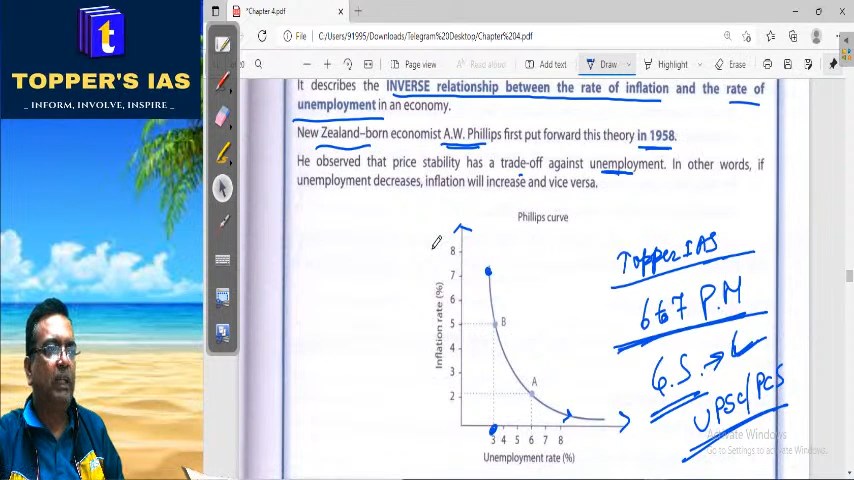 *Chapter 4.pdf
File | C:/Users/91995/Downloads/Telegram%20Desktop/Chapter%204.pdf
20
Page view
Read aloud
Add text
Draw
Highlight
Erase
TOPPER'S IAS
_ INFORM, INVOLVE, INSPIRE _
It describes the INVERSE relationship between the rate of inflation and the rate of
unemployment in an economy.
New Zealand–born economist A.W. Phillips first put forward this theory in 1958.
He observed that price stability has a trade-off against unemployment. In other words, if
unemployment decreases, inflation will increase and vice versa.
Phillips curve
Inflation rate (%)
8
7
6
5
4
3
2
B
A
3 4 5 6 7 8
Unemployment rate (%)
Topper IAS
6 to 7 P.M
G.S. →
UPSC/PCS
Activate Windows
Go to Settings to activate Windows.